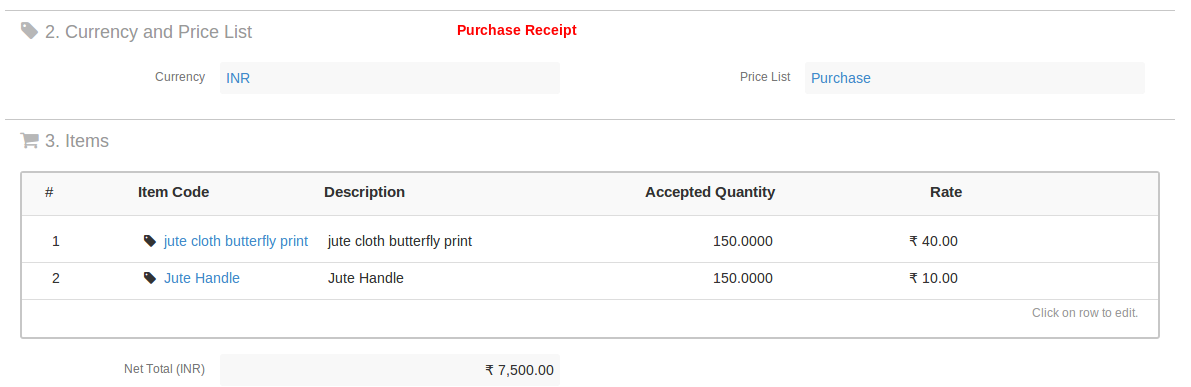 2. Currency and Price List Purchase Receipt
Currency INR Price List Purchase
3. Items
# Item Code Description Accepted Quantity Rate
1 jute cloth butterfly print jute cloth butterfly print 150.0000 ₹ 40.00
2 Jute Handle Jute Handle 150.0000 ₹ 10.00
Click on row to edit.
Net Total (INR) ₹ 7,500.00